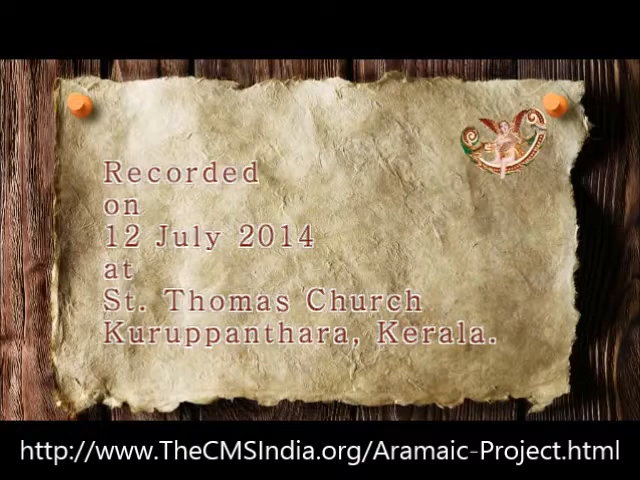 Recorded
on
12 July 2014
at
St. Thomas Church
Kuruppanthara, Kerala.
http://www.TheCMSIndia.org/Aramaic-Project.html